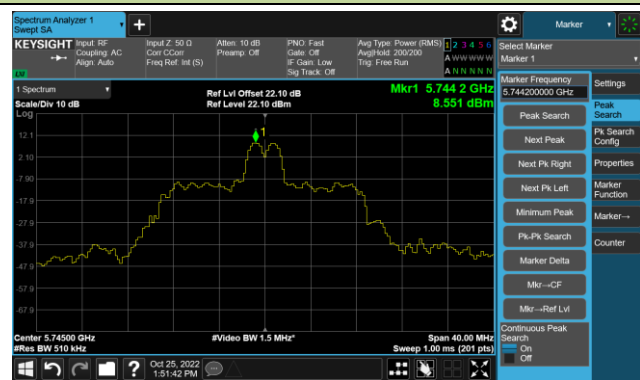 Spectrum Analyzer 1
Swept SA
Marker
KEYSIGHT
Input: RF
Coupling: AC
Align: Auto
Input Z: 50 Ω
Corr CCorr
Freq Ref: Int (S)
Atten: 10 dB
Preamp: Off
PNO: Fast
Gate: Off
IF Gain: Low
Sig Track: Off
Avg Type: Power (RMS)
Avg|Hold: 200/200
Trig: Free Run
1 2 3 4 5 6
A W W W W W
A N N N N N
Select Marker
Marker 1
LXI
1 Spectrum
Scale/Div 10 dB
Log
Ref Lvl Offset 22.10 dB
Ref Level 22.10 dBm
Mkr1 5.744 2 GHz
8.551 dBm
1
12.1
2.10
-7.90
-17.9
-27.9
-37.9
-47.9
-57.9
-67.9
Center 5.74500 GHz
#Res BW 510 kHz
#Video BW 1.5 MHz*
Span 40.00 MHz
Sweep 1.00 ms (201 pts)
Marker Frequency
5.744200000 GHz
Peak Search
Next Peak
Next Pk Right
Next Pk Left
Minimum Peak
Pk-Pk Search
Marker Delta
Mkr→CF
Mkr→Ref Lvl
Continuous Peak
Search
On
Off
Settings
Peak
Search
Pk Search
Config
Properties
Marker
Function
Marker→
Counter
?
Oct 25, 2022
1:51:42 PM